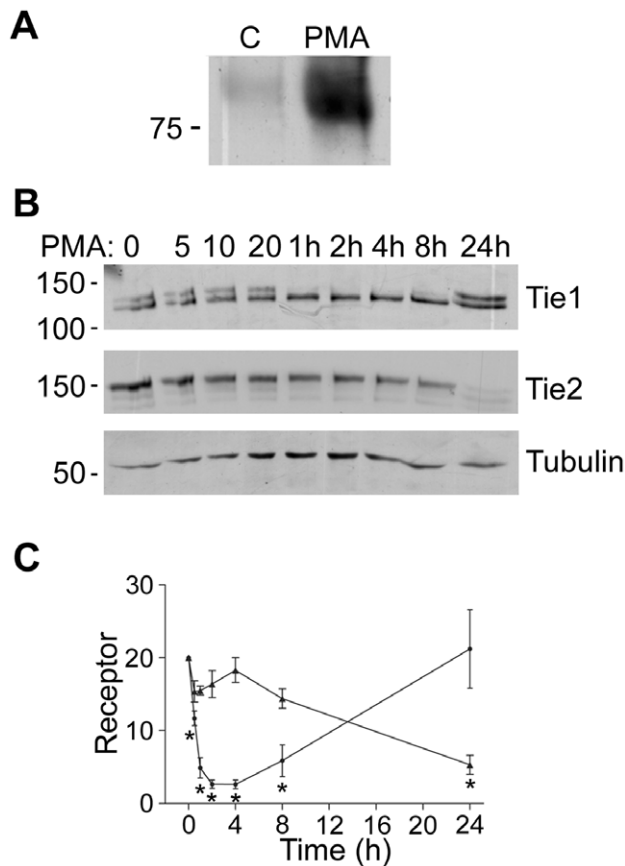 A
C PMA
75 -
B
PMA: 0 5 10 20 1h 2h 4h 8h 24h
150 -
Tie1
100 -
150 -
Tie2
Tubulin
50 -
C
30
20
10
0
Receptor
* * * * * *
0 4 8 12 16 20 24
Time (h)